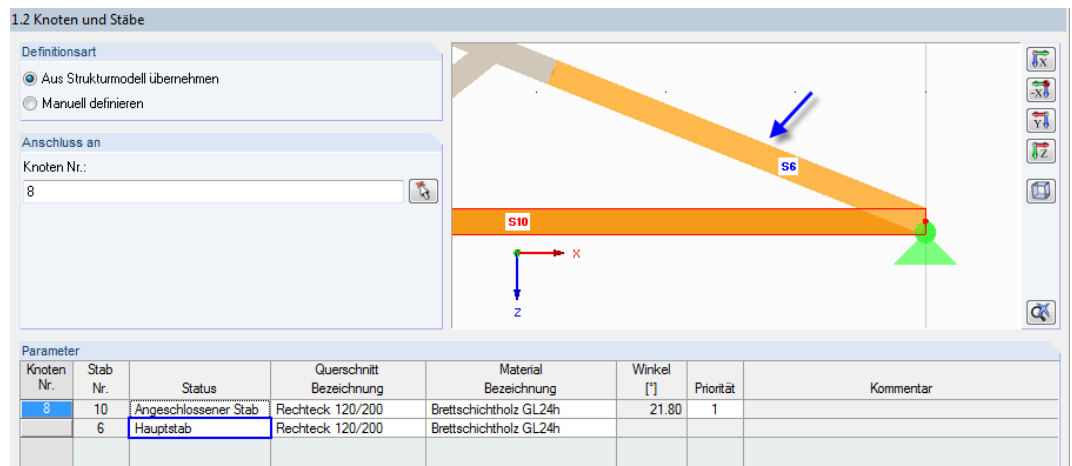 1.2 Knoten und Stäbe
Definitionsart
Aus Strukturmodell übernehmen
Manuell definieren
Anschluss an
Knoten Nr.:
8
S6
S10
X
Z
X
-X
Y
Z
Parameter
Knoten Nr. Stab Nr. Status Querschnitt Bezeichnung Material Bezeichnung Winkel [°] Priorität Kommentar
8 10 Angeschlossener Stab Rechteck 120/200 Brettschichtholz GL24h 21.80 1
6 Hauptstab Rechteck 120/200 Brettschichtholz GL24h